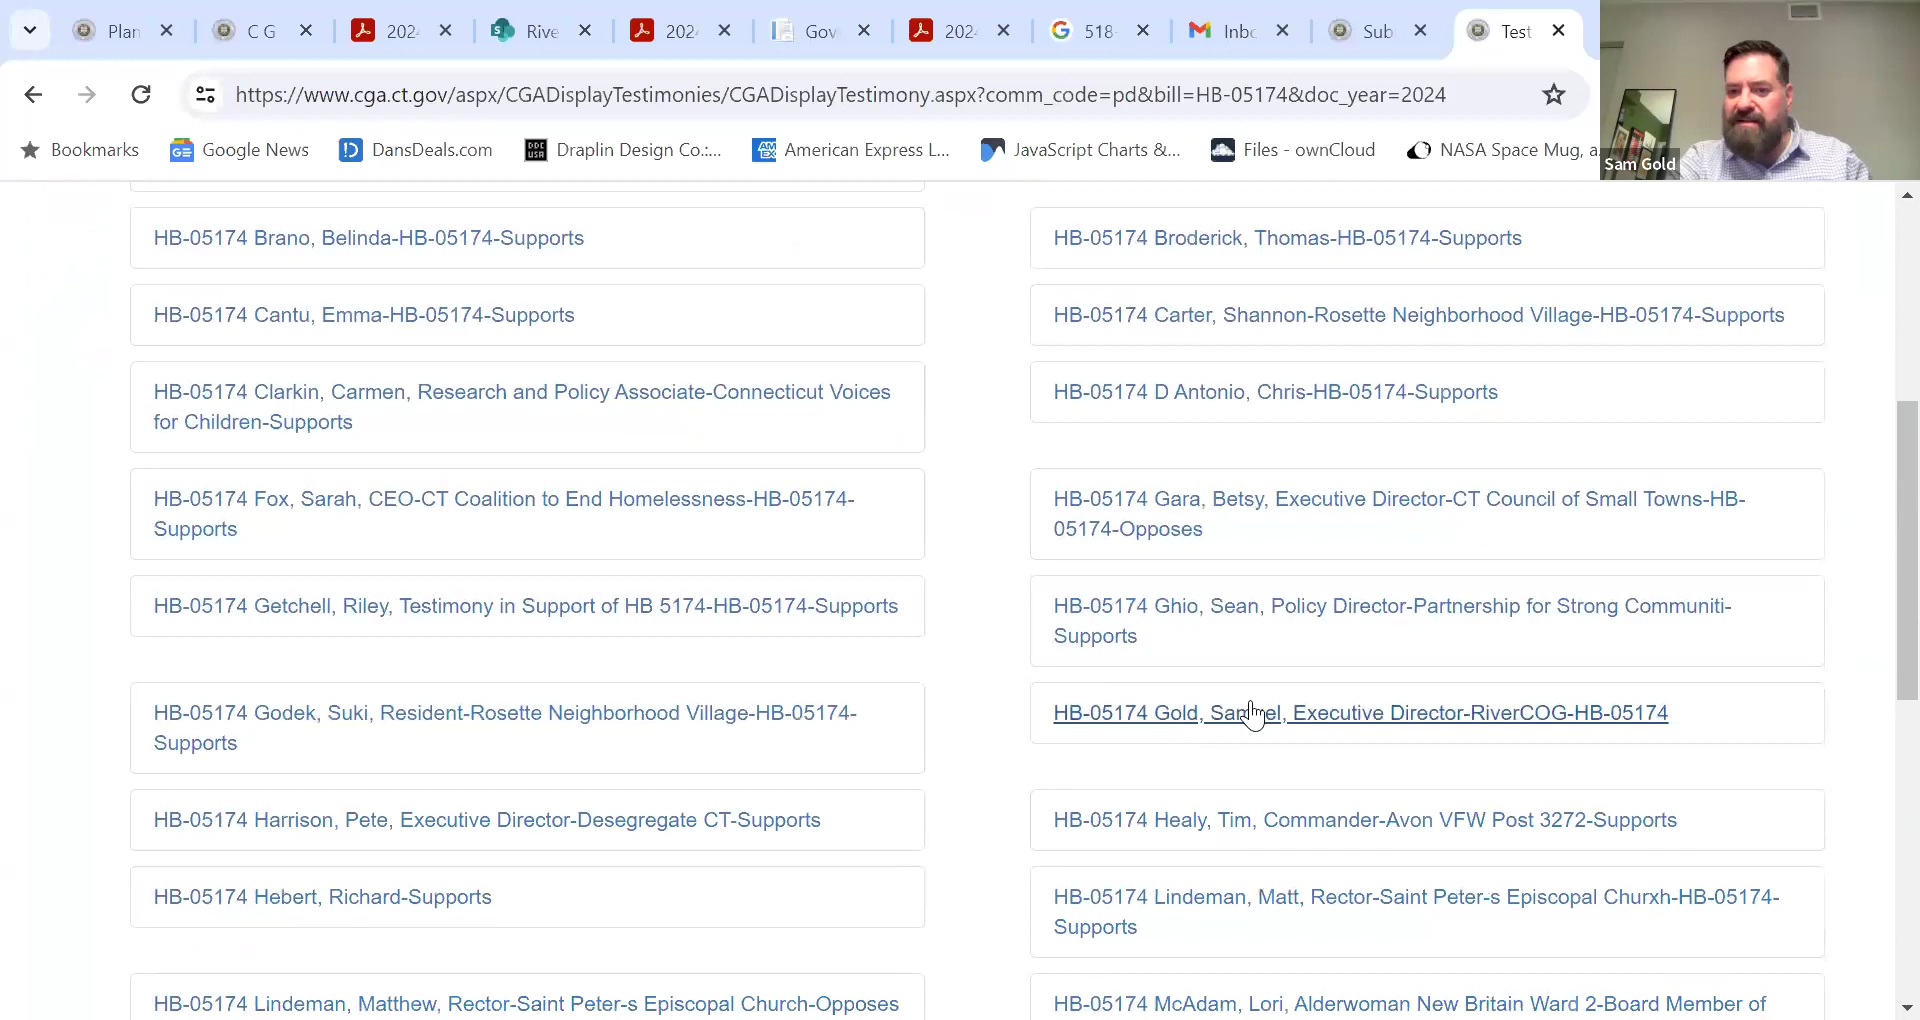 Plan
C G
202
Rive
202
Gov
202
518
Inbc
Sub
Test
https://www.cga.ct.gov/aspx/CGADisplayTestimonies/CGADisplayTestimony.aspx?comm_code=pd&bill=HB-05174&doc_year=2024
Bookmarks
Google News
DansDeals.com
Draplin Design Co.:...
American Express L...
JavaScript Charts &...
Files - ownCloud
NASA Space Mug, a
Sam Gold
HB-05174 Brano, Belinda-HB-05174-Supports
HB-05174 Broderick, Thomas-HB-05174-Supports
HB-05174 Cantu, Emma-HB-05174-Supports
HB-05174 Carter, Shannon-Rosette Neighborhood Village-HB-05174-Supports
HB-05174 Clarkin, Carmen, Research and Policy Associate-Connecticut Voices
for Children-Supports
HB-05174 D Antonio, Chris-HB-05174-Supports
HB-05174 Fox, Sarah, CEO-CT Coalition to End Homelessness-HB-05174-
Supports
HB-05174 Gara, Betsy, Executive Director-CT Council of Small Towns-HB-
05174-Opposes
HB-05174 Getchell, Riley, Testimony in Support of HB 5174-HB-05174-Supports
HB-05174 Ghio, Sean, Policy Director-Partnership for Strong Communiti-
Supports
HB-05174 Godek, Suki, Resident-Rosette Neighborhood Village-HB-05174-
Supports
HB-05174 Gold, Samuel, Executive Director-RiverCOG-HB-05174
HB-05174 Harrison, Pete, Executive Director-Desegregate CT-Supports
HB-05174 Healy, Tim, Commander-Avon VFW Post 3272-Supports
HB-05174 Hebert, Richard-Supports
HB-05174 Lindeman, Matt, Rector-Saint Peter-s Episcopal Churxh-HB-05174-
Supports
HB-05174 Lindeman, Matthew, Rector-Saint Peter-s Episcopal Church-Opposes
HB-05174 McAdam, Lori, Alderwoman New Britain Ward 2-Board Member of